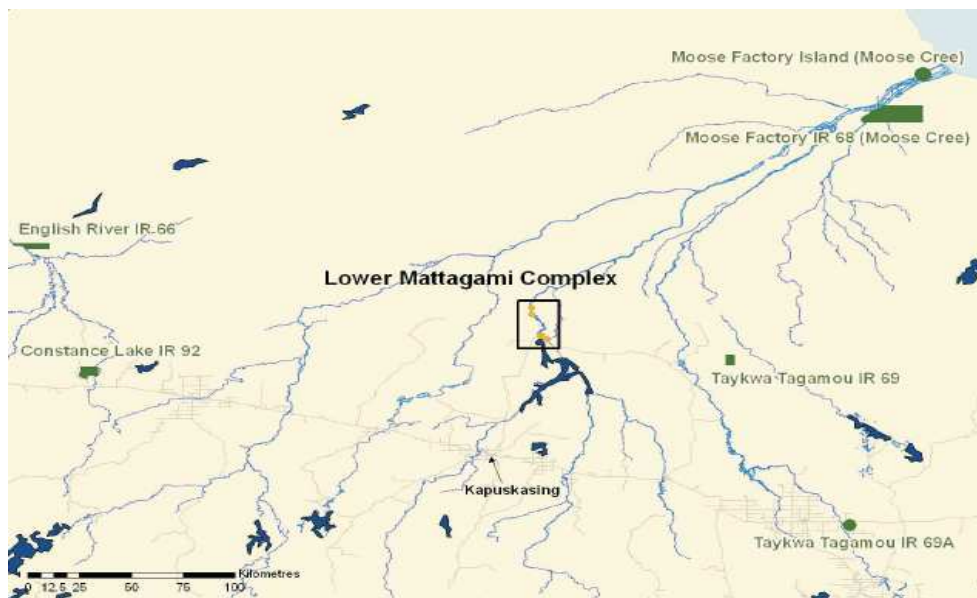 Moose Factory Island (Moose Cree)
Moose Factory IR 68 (Moose Cree)
English River IR 66
Lower Mattagami Complex
Constance Lake IR 92
Taykwa Tagamou IR 69
Kapuskasing
Taykwa Tagamou IR 69A
Kilometres
0 12.5 25 50 75 100